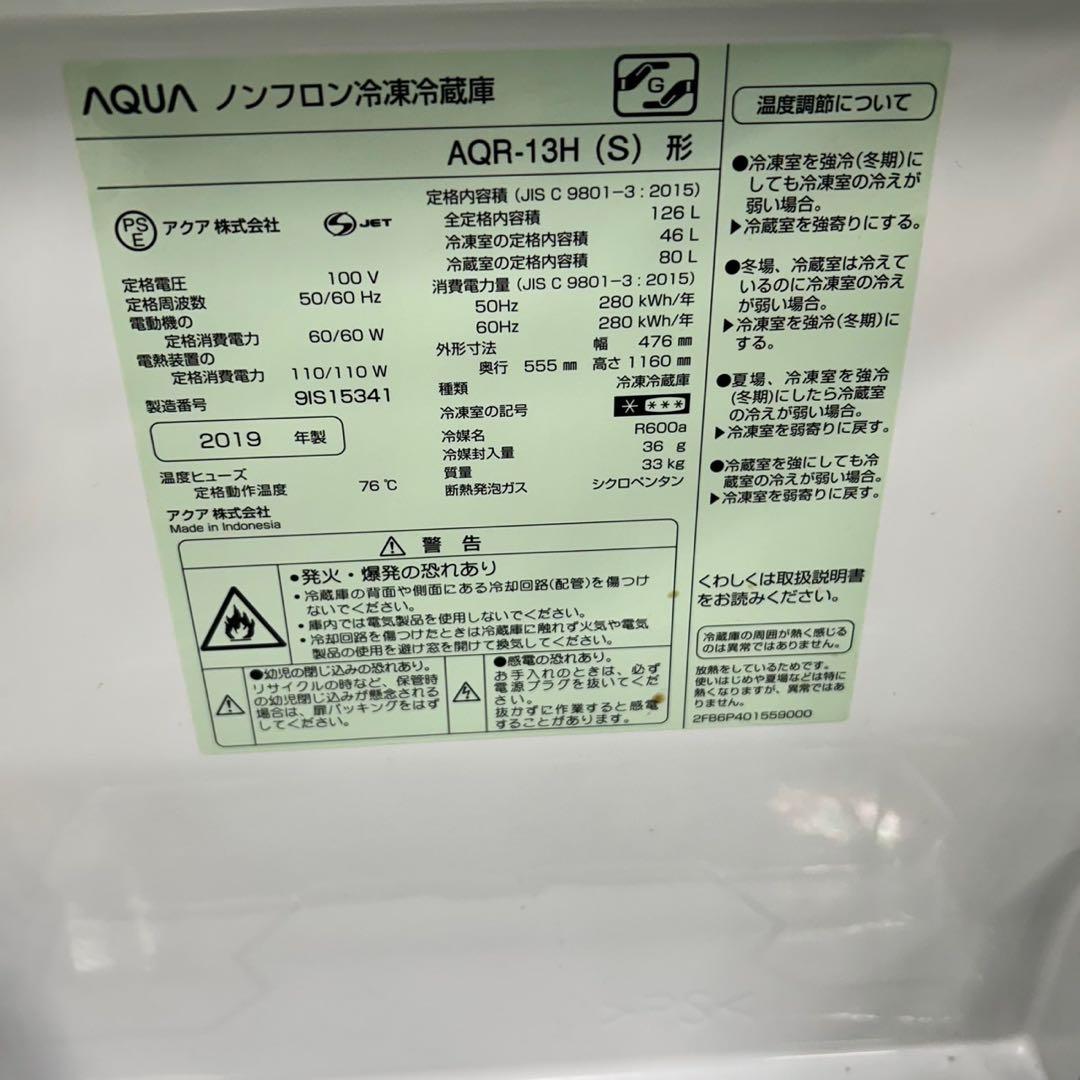 AQUA ノンフロン冷凍冷蔵庫
G
AQR-13H (S) 形
PS
E
アクア 株式会社
S JET
定格電圧 100 V
定格周波数 50/60 Hz
電動機の
定格消費電力 60/60 W
電熱装置の
定格消費電力 110/110 W
製造番号 9IS15341
2019 年製
温度ヒューズ
定格動作温度 76 ℃
アクア 株式会社
Made in Indonesia
定格内容積 (JIS C 9801-3 : 2015)
全定格内容積 126 L
冷凍室の定格内容積 46 L
冷蔵室の定格内容積 80 L
消費電力量 (JIS C 9801-3 : 2015)
50Hz 280 kWh/年
60Hz 280 kWh/年
外形寸法 幅 476 ㎜
奥行 555 ㎜ 高さ 1160 ㎜
種類 冷凍冷蔵庫
冷凍室の記号 * ***
冷媒名 R600a
冷媒封入量 36 g
質量 33 kg
断熱発泡ガス シクロペンタン
⚠ 警 告
●発火・爆発の恐れあり
・冷蔵庫の背面や側面にある冷却回路(配管)を傷つけ
ないでください。
・庫内では電気製品を使用しないでください。
・冷却回路を傷つけたときは冷蔵庫に触れず火気や電気
製品の使用を避け窓を開けて換気してください。
●幼児の閉じ込みの恐れあり。
リサイクルの時など、保管時
の幼児閉じ込みが懸念される
場合は、扉パッキングをはず
してください。
●感電の恐れあり。
お手入れのときは、必ず
電源プラグを抜いてくだ
さい。
抜かずに作業すると感電
することがあります。
温度調節について
●冷凍室を強冷(冬期)に
しても冷凍室の冷えが
弱い場合。
▶冷蔵室を強寄りにする。
●冬場、冷蔵室は冷えて
いるのに冷凍室の冷え
が弱い場合。
▶冷凍室を強冷(冬期)に
する。
●夏場、冷凍室を強冷
(冬期)にしたら冷蔵室
の冷えが弱い場合。
▶冷凍室を弱寄りに戻す。
●冷蔵室を強にしても冷
蔵室の冷えが弱い場合。
▶冷凍室を弱寄りに戻す。
くわしくは取扱説明書
をお読みください。
冷蔵庫の周囲が熱く感じる
のは異常ではありません。
放熱をしているためです。
使いはじめや夏場などは特に
熱くなりますが、異常ではあ
りません。
2FB6P401559000